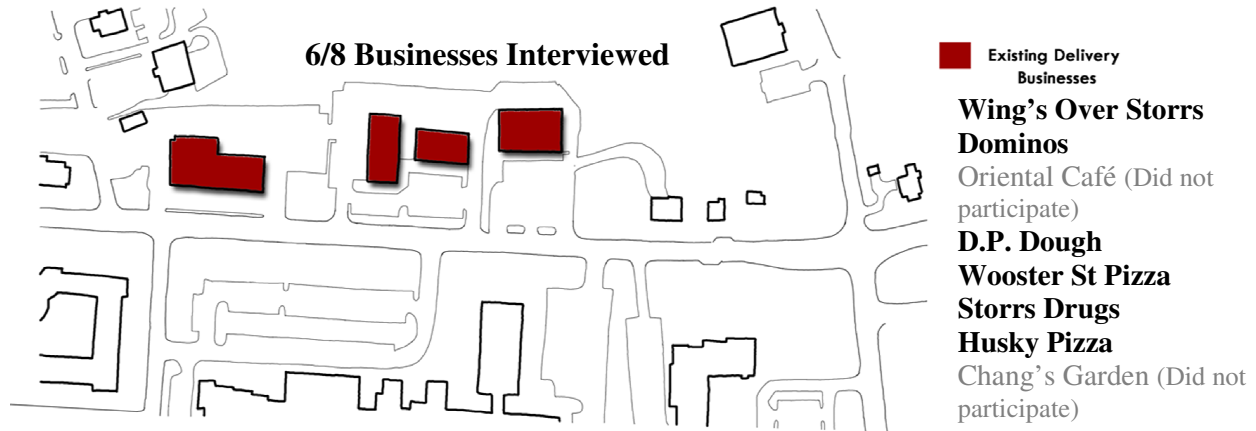 6/8 Businesses Interviewed
Existing Delivery
Businesses
Wing's Over Storrs
Dominos
Oriental Café (Did not
participate)
D.P. Dough
Wooster St Pizza
Storrs Drugs
Husky Pizza
Chang's Garden (Did not
participate)